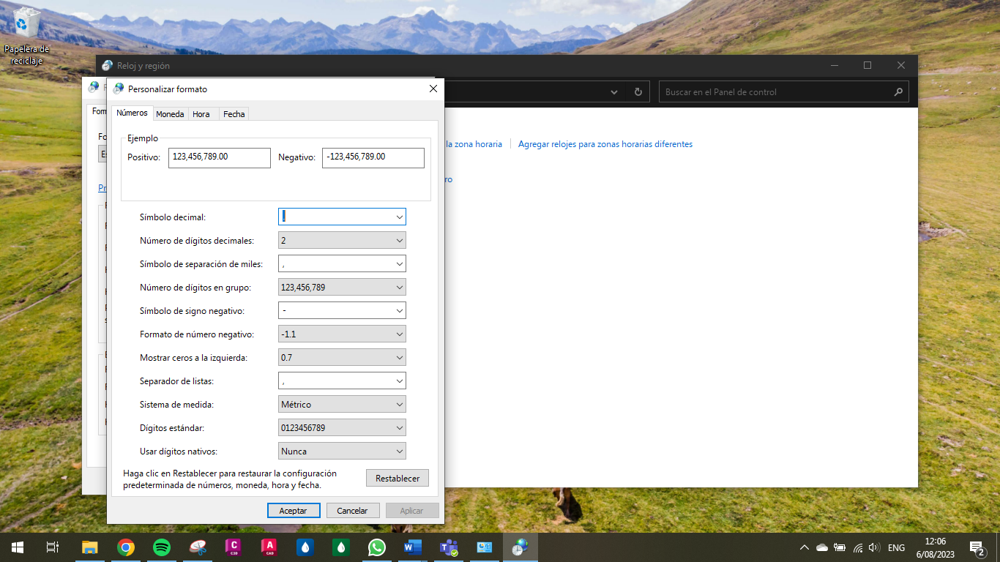 Papelera de
reciclaje
Reloj y región
Buscar en el Panel de control
la zona horaria
Agregar relojes para zonas horarias diferentes
Personalizar formato
Números
Moneda
Hora
Fecha
Ejemplo
Positivo: 123,456,789.00 Negativo: -123,456,789.00
Símbolo decimal: .
Número de dígitos decimales: 2
Símbolo de separación de miles: ,
Número de dígitos en grupo: 123,456,789
Símbolo de signo negativo: -
Formato de número negativo: -1.1
Mostrar ceros a la izquierda: 0.7
Separador de listas: ,
Sistema de medida: Métrico
Dígitos estándar: 0123456789
Usar dígitos nativos: Nunca
Haga clic en Restablecer para restaurar la configuración
predeterminada de números, moneda, hora y fecha.
Restablecer
Aceptar
Cancelar
Aplicar
C
C3D
A
CAD
W
ENG
12:06
6/08/2023
2